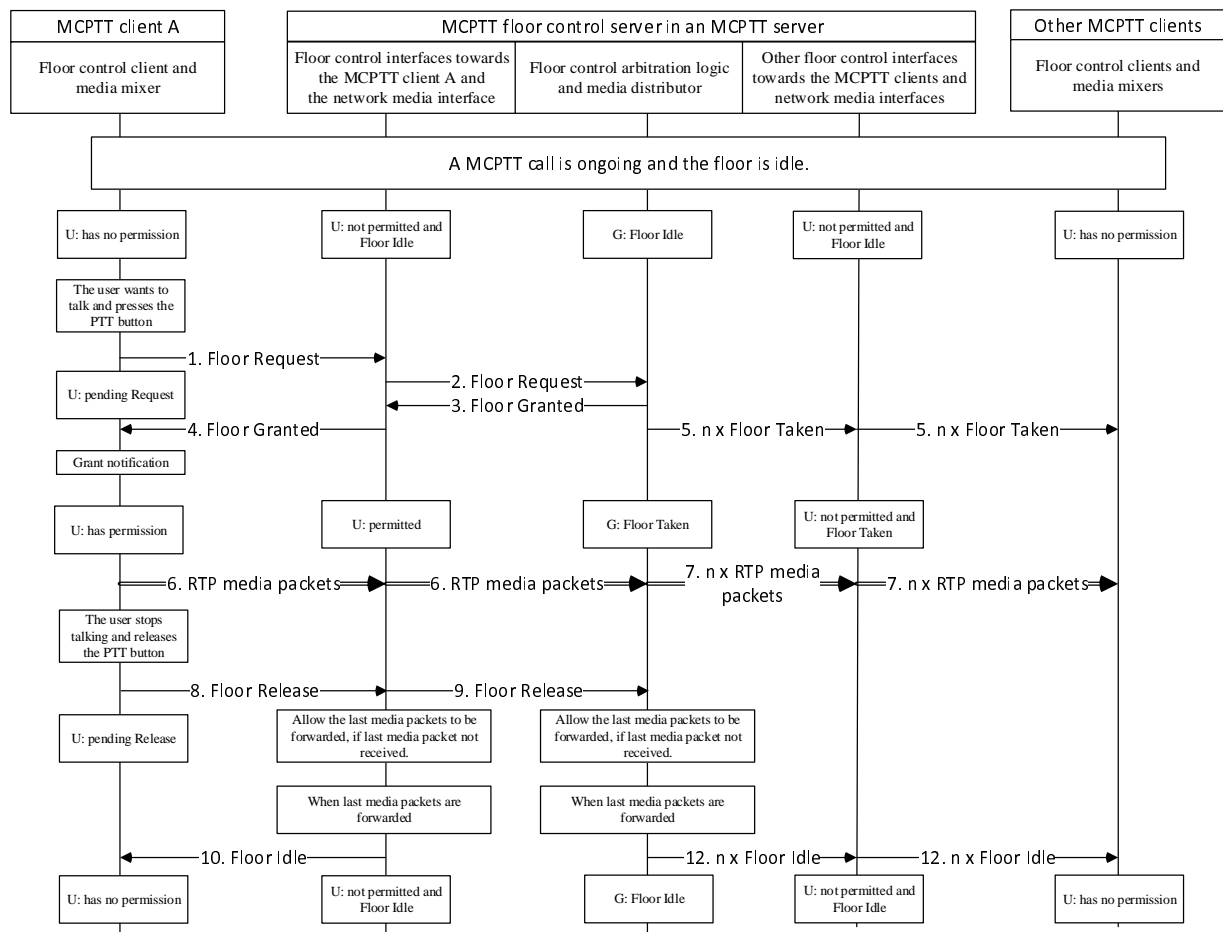 MCPTT client A
MCPTT floor control server in an MCPTT server
Other MCPTT clients
Floor control client and
media mixer
Floor control interfaces towards
the MCPTT client A and
the network media interface
Floor control arbitration logic
and media distributor
Other floor control interfaces
towards the MCPTT clients and
network media interfaces
Floor control clients and
media mixers
A MCPTT call is ongoing and the floor is idle.
U: has no permission
U: not permitted and
Floor Idle
G: Floor Idle
U: not permitted and
Floor Idle
U: has no permission
The user wants to
talk and presses the
PTT button
1. Floor Request
2. Floor Request
U: pending Request
3. Floor Granted
4. Floor Granted
5. n x Floor Taken
5. n x Floor Taken
Grant notification
U: has permission
U: permitted
G: Floor Taken
U: not permitted and
Floor Taken
6. RTP media packets
6. RTP media packets
7. n x RTP media
packets
7. n x RTP media packets
The user stops
talking and releases
the PTT button
8. Floor Release
9. Floor Release
U: pending Release
Allow the last media packets to be
forwarded, if last media packet not
received.
Allow the last media packets to be
forwarded, if last media packet not
received.
When last media packets are
forwarded
When last media packets are
forwarded
10. Floor Idle
12. n x Floor Idle
12. n x Floor Idle
U: has no permission
U: not permitted and
Floor Idle
G: Floor Idle
U: not permitted and
Floor Idle
U: has no permission